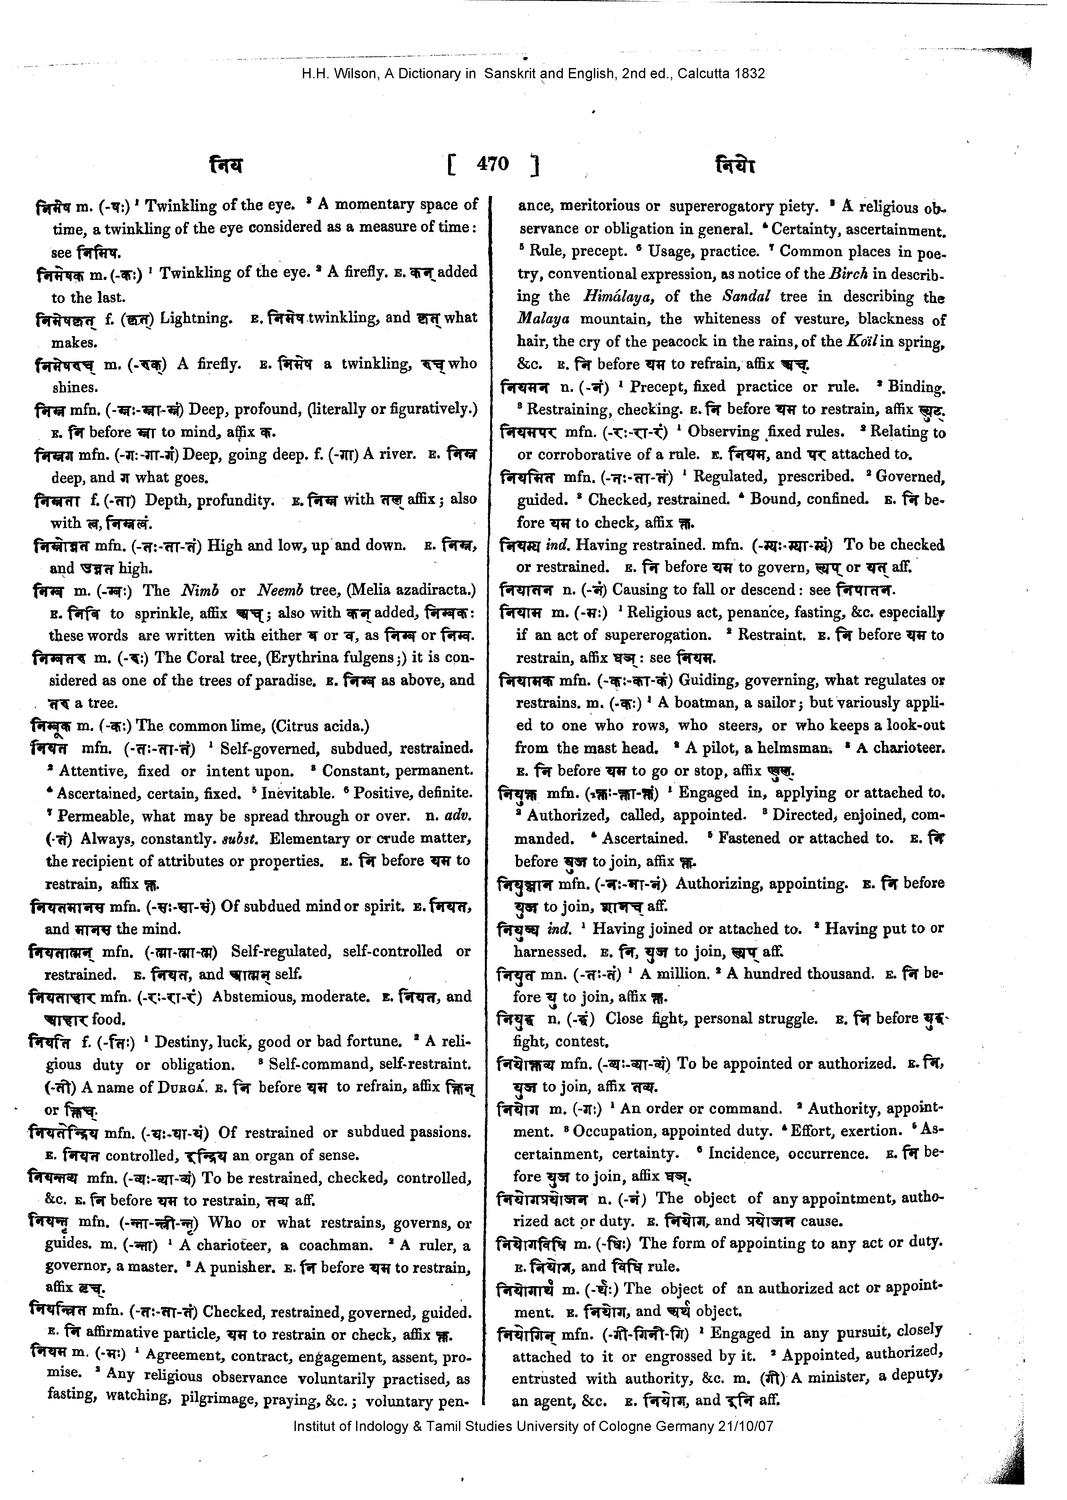 H.H. Wilson, A Dictionary in Sanskrit and English, 2nd ed., Calcutta 1832
निय [ 470 ] नियो
निमेष m. (-षः) ¹ Twinkling of the eye. ² A momentary space of
time, a twinkling of the eye considered as a measure of time:
see निमिष.
निमेषक m. (-कः) ¹ Twinkling of the eye. ² A firefly. E. कन् added
to the last.
निमेषकृत् f. (कृत) Lightning. E. निमेष twinkling, and कृत् what
makes.
निमेषरुच् m. (-रुक्) A firefly. E. निमेष a twinkling, रुच् who
shines.
निम्न mfn. (-म्नः-म्ना-म्नं) Deep, profound, (literally or figuratively.)
E. नि before म्ना to mind, affix क.
निम्नग mfn. (-गः-गा-गं) Deep, going deep. f. (-गा) A river. E. निम्न
deep, and ग what goes.
निम्नता f. (-ता) Depth, profundity. E. निम्न with तल् affix; also
with त्व, निम्नत्वं.
निम्नोन्नत mfn. (-तः-ता-तं) High and low, up and down. E. निम्न,
and उन्नत high.
निम्ब m. (-म्बः) The Nimb or Neemb tree, (Melia azadiracta.)
E. निबि to sprinkle, affix अच्; also with कन् added, निम्बकः
these words are written with either ब or व, as निम्ब or निम्व.
निम्बतरु m. (-रुः) The Coral tree, (Erythrina fulgens;) it is con-
sidered as one of the trees of paradise. E. निम्ब as above, and
तरु a tree.
निम्बूक m. (-कः) The common lime, (Citrus acida.)
नियत mfn. (-तः-ता-तं) ¹ Self-governed, subdued, restrained.
² Attentive, fixed or intent upon. ³ Constant, permanent.
⁴ Ascertained, certain, fixed. ⁵ Inevitable. ⁶ Positive, definite.
⁷ Permeable, what may be spread through or over. n. adv.
(-तं) Always, constantly. subst. Elementary or crude matter,
the recipient of attributes or properties. E. नि before यम to
restrain, affix क्त.
नियतमानस mfn. (-सः-सा-सं) Of subdued mind or spirit. E. नियत,
and मानस the mind.
नियतात्मन् mfn. (-त्मा-त्मा-त्म) Self-regulated, self-controlled or
restrained. E. नियत, and आत्मन् self.
नियताहार mfn. (-रः-रा-रं) Abstemious, moderate. E. नियत, and
आहार food.
नियति f. (-तिः) ¹ Destiny, luck, good or bad fortune. ² A reli-
gious duty or obligation. ³ Self-command, self-restraint.
(-ती) A name of DURGÁ. E. नि before यम to refrain, affix क्तिन्
or क्तिच्.
नियतेन्द्रिय mfn. (-यः-या-यं) Of restrained or subdued passions.
E. नियत controlled, इन्द्रिय an organ of sense.
नियन्तव्य mfn. (-व्यः-व्या-व्यं) To be restrained, checked, controlled,
&c. E. नि before यम to restrain, तव्य aff.
नियन्तृ mfn. (-न्ता-न्त्री-न्तृ) Who or what restrains, governs, or
guides. m. (-न्ता) ¹ A charioteer, a coachman. ² A ruler, a
governor, a master. ³ A punisher. E. नि before यम to restrain,
affix तृच्.
नियन्त्रित mfn. (-तः-ता-तं) Checked, restrained, governed, guided.
E. नि affirmative particle, यम to restrain or check, affix क्त.
नियम m. (-मः) ¹ Agreement, contract, engagement, assent, pro-
mise. ² Any religious observance voluntarily practised, as
fasting, watching, pilgrimage, praying, &c.; voluntary pen-
ance, meritorious or supererogatory piety. ³ A religious ob-
servance or obligation in general. ⁴ Certainty, ascertainment.
⁵ Rule, precept. ⁶ Usage, practice. ⁷ Common places in poe-
try, conventional expression, as notice of the Birch in describ-
ing the Himálaya, of the Sandal tree in describing the
Malaya mountain, the whiteness of vesture, blackness of
hair, the cry of the peacock in the rains, of the Koïl in spring,
&c. E. नि before यम to refrain, affix अच्.
नियमन n. (-नं) ¹ Precept, fixed practice or rule. ² Binding.
³ Restraining, checking. E. नि before यम to restrain, affix ल्युट्.
नियमपर mfn. (-रः-रा-रं) ¹ Observing fixed rules. ² Relating to
or corroborative of a rule. E. नियम, and पर attached to.
नियमित mfn. (-तः-ता-तं) ¹ Regulated, prescribed. ² Governed,
guided. ³ Checked, restrained. ⁴ Bound, confined. E. नि be-
fore यम to check, affix क्त.
नियम्य ind. Having restrained. mfn. (-म्यः-म्या-म्यं) To be checked
or restrained. E. नि before यम to govern, ल्यप् or यत् aff.
नियातन n. (-नं) Causing to fall or descend: see निपातन.
नियाम m. (-मः) ¹ Religious act, penance, fasting, &c. especially
if an act of supererogation. ² Restraint. E. नि before यम to
restrain, affix घञ्: see नियम.
नियामक mfn. (-कः-का-कं) Guiding, governing, what regulates or
restrains. m. (-कः) ¹ A boatman, a sailor; but variously appli-
ed to one who rows, who steers, or who keeps a look-out
from the mast head. ² A pilot, a helmsman. ³ A charioteer.
E. नि before यम to go or stop, affix ण्वुल्.
नियुक्त mfn. (-क्तः-क्ता-क्तं) ¹ Engaged in, applying or attached to.
² Authorized, called, appointed. ³ Directed, enjoined, com-
manded. ⁴ Ascertained. ⁵ Fastened or attached to. E. नि
before युज to join, affix क्त.
नियुञ्जान mfn. (-नः-ना-नं) Authorizing, appointing. E. नि before
युज to join, शानच् aff.
नियुज्य ind. ¹ Having joined or attached to. ² Having put to or
harnessed. E. नि, युज to join, ल्यप् aff.
नियुत mn. (-तः-तं) ¹ A million. ² A hundred thousand. E. नि be-
fore यु to join, affix क्त.
नियुद्ध n. (-द्धं) Close fight, personal struggle. E. नि before युद्ध
fight, contest.
नियोक्तव्य mfn. (-व्यः-व्या-व्यं) To be appointed or authorized. E. नि,
युज to join, affix तव्य.
नियोग m. (-गः) ¹ An order or command. ² Authority, appoint-
ment. ³ Occupation, appointed duty. ⁴ Effort, exertion. ⁵ As-
certainment, certainty. ⁶ Incidence, occurrence. E. नि be-
fore युज to join, affix घञ्.
नियोगप्रयोजन n. (-नं) The object of any appointment, autho-
rized act or duty. E. नियोग, and प्रयोजन cause.
नियोगविधि m. (-धिः) The form of appointing to any act or duty.
E. नियोग, and विधि rule.
नियोगार्थ m. (-र्थः) The object of an authorized act or appoint-
ment. E. नियोग, and अर्थ object.
नियोगिन् mfn. (-गी-गिनी-गि) ¹ Engaged in any pursuit, closely
attached to it or engrossed by it. ² Appointed, authorized,
entrusted with authority, &c. m. (गी) A minister, a deputy,
an agent, &c. E. नियोग, and इनि aff.
Institut of Indology & Tamil Studies University of Cologne Germany 21/10/07